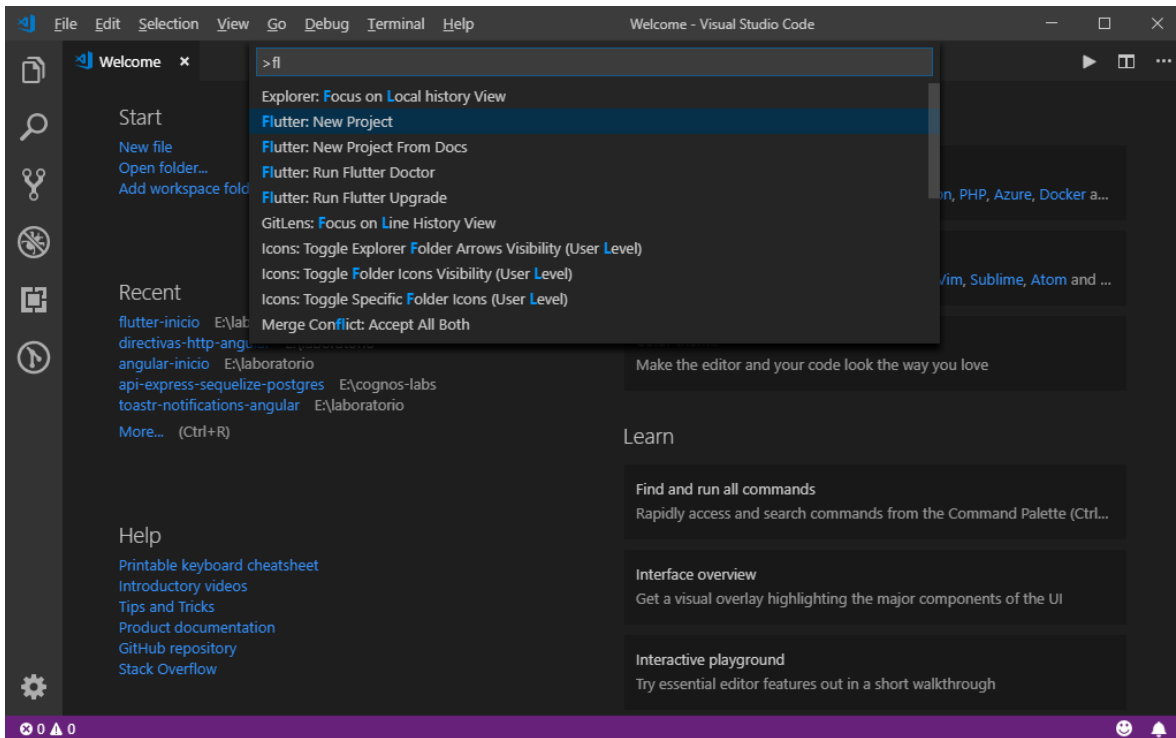 File Edit Selection View Go Debug Terminal Help Welcome - Visual Studio Code
Welcome
>fl
Explorer: Focus on Local history View
Flutter: New Project
Flutter: New Project From Docs
Flutter: Run Flutter Doctor
Flutter: Run Flutter Upgrade
GitLens: Focus on Line History View
Icons: Toggle Explorer Folder Arrows Visibility (User Level)
Icons: Toggle Folder Icons Visibility (User Level)
Icons: Toggle Specific Folder Icons (User Level)
Merge Conflict: Accept All Both
Start
New file
Open folder...
Add workspace fold
Recent
flutter-inicio E:\lab
directivas-http-angu
angular-inicio E:\laboratorio
api-express-sequelize-postgres E:\cognos-labs
toastr-notifications-angular E:\laboratorio
More... (Ctrl+R)
Help
Printable keyboard cheatsheet
Introductory videos
Tips and Tricks
Product documentation
GitHub repository
Stack Overflow
on, PHP, Azure, Docker a...
Vim, Sublime, Atom and ...
Make the editor and your code look the way you love
Learn
Find and run all commands
Rapidly access and search commands from the Command Palette (Ctrl...
Interface overview
Get a visual overlay highlighting the major components of the UI
Interactive playground
Try essential editor features out in a short walkthrough
0 0